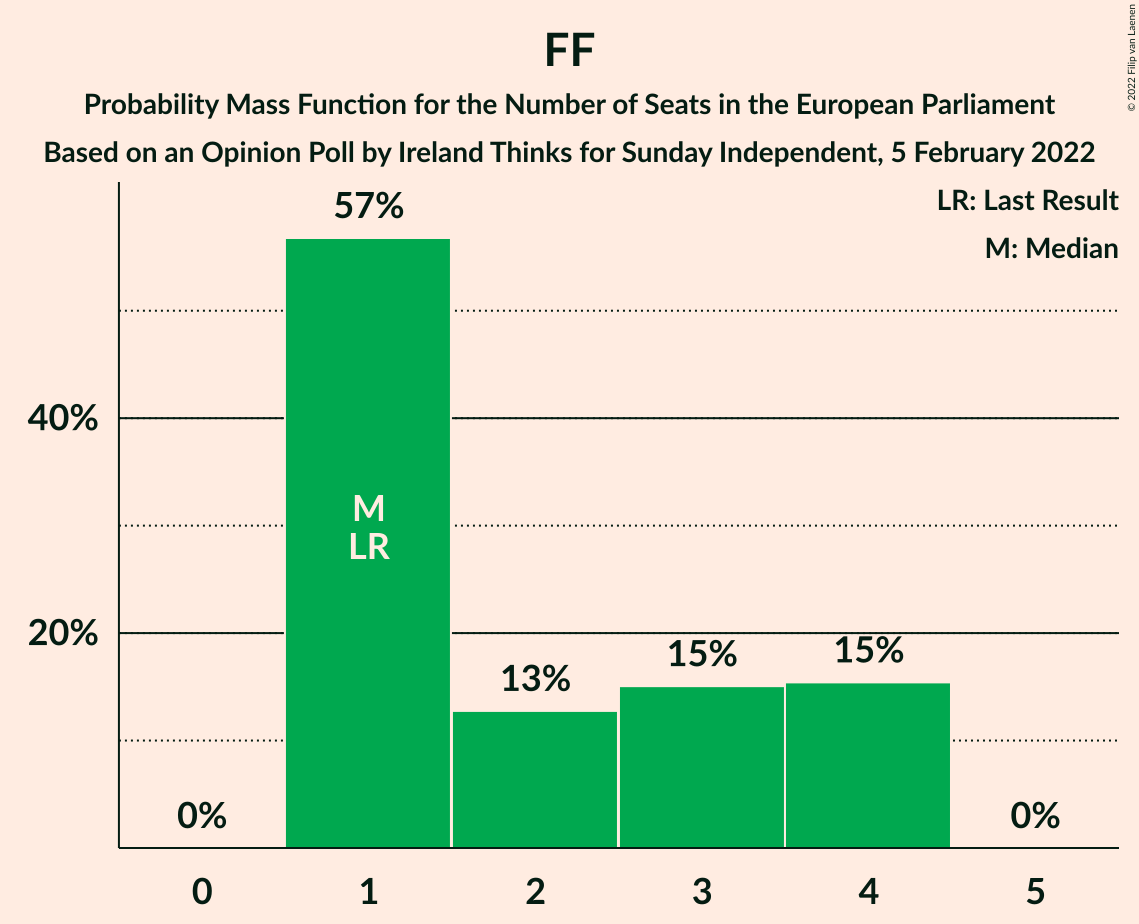 FF
Probability Mass Function for the Number of Seats in the European Parliament
Based on an Opinion Poll by Ireland Thinks for Sunday Independent, 5 February 2022
© 2022 Filip van Laenen
LR: Last Result
M: Median
57%
40%
20%
M
LR
0%
13%
15%
15%
0%
0 1 2 3 4 5